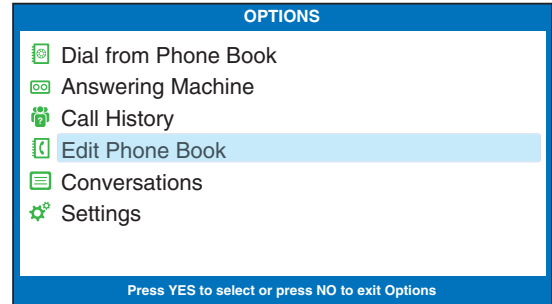 OPTIONS
Dial from Phone Book
Answering Machine
Call History
Edit Phone Book
Conversations
Settings
Press YES to select or press NO to exit Options